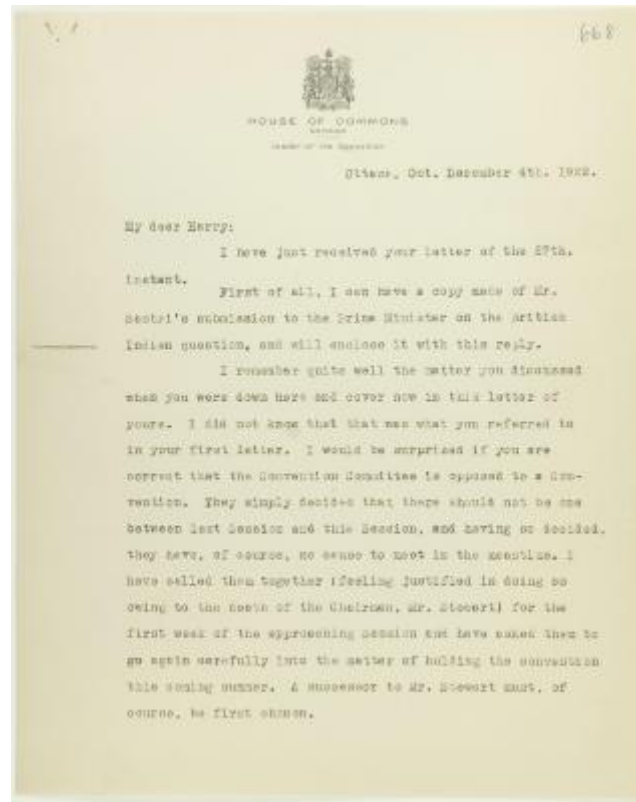 668
HOUSE OF COMMONS
CANADA
Leader of the Opposition
Ottawa, Oct. December 4th. 1922.
My dear Harry:
I have just received your letter of the 27th.
instant.
First of all, I can have a copy made of Mr.
Sastri's submission to the Prime Minister on the British
Indian question, and will enclose it with this reply.
I remember quite well the matter you discussed
when you were down here and cover now in this letter of
yours. I did not know that that was what you referred to
in your first letter. I would be surprised if you are
correct that the Convention Committee is opposed to a Con-
vention. They simply decided that there should not be one
between last Session and this Session, and having so decided,
they have, of course, no cause to meet in the meantime. I
have called them together (feeling justified in doing so
owing to the death of the Chairman, Mr. Stewart) for the
first week of the approaching Session and have asked them to
go again carefully into the matter of holding the convention
this coming summer. A successor to Mr. Stewart must, of
course, be first chosen.